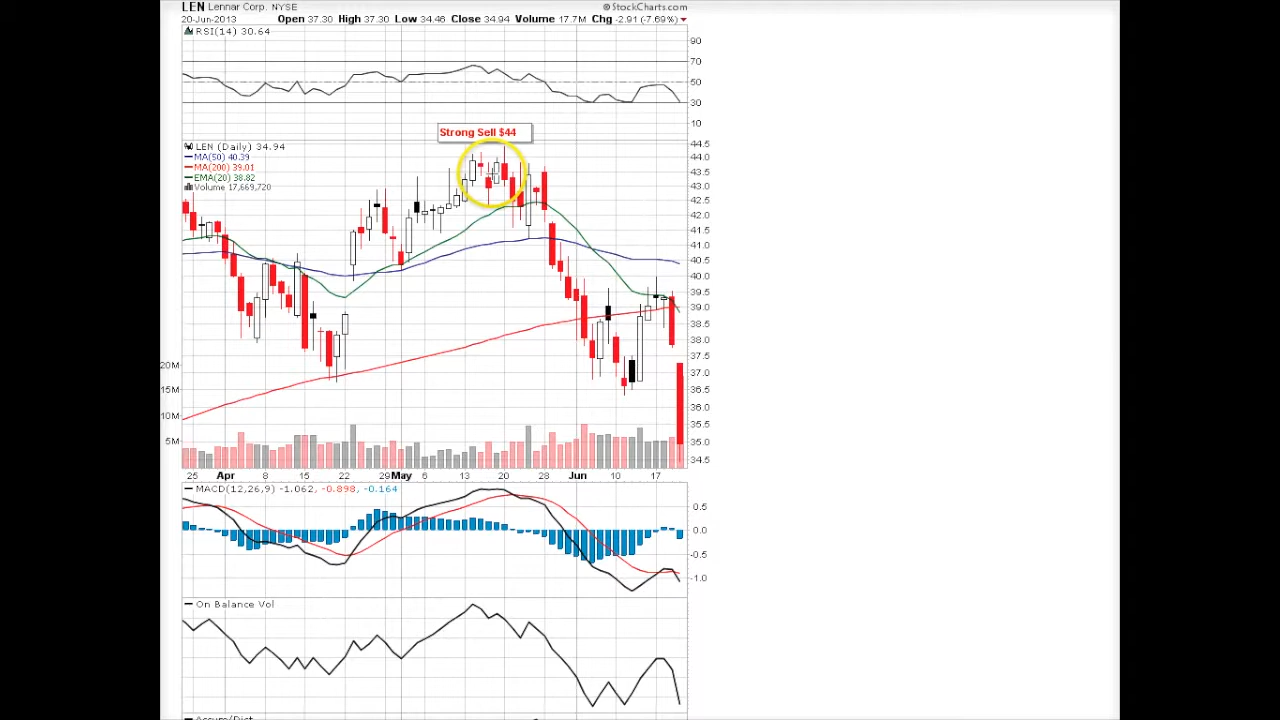 LEN Lennar Corp. NYSE @StockCharts.com
20-Jun-2013 Open 37.30 High 37.30 Low 34.46 Close 34.94 Volume 17.7M Chg -2.91 (-7.69%)
RSI(14) 30.64
90
70
50
30
10
Strong Sell $44
LEN (Daily) 34.94
MA(50) 40.39
MA(200) 39.01
EMA(20) 38.82
Volume 17,669,720
44.5
44.0
43.5
43.0
42.5
42.0
41.5
41.0
40.5
40.0
39.5
39.0
38.5
38.0
37.5
37.0
36.5
36.0
35.5
35.0
34.5
20M
15M
10M
5M
25 Apr 8 15 22 29 May 6 13 20 28 Jun 10 17
MACD(12,26,9) -1.062, -0.898, -0.164
0.5
0.0
-0.5
-1.0
On Balance Vol
Accum/Dist